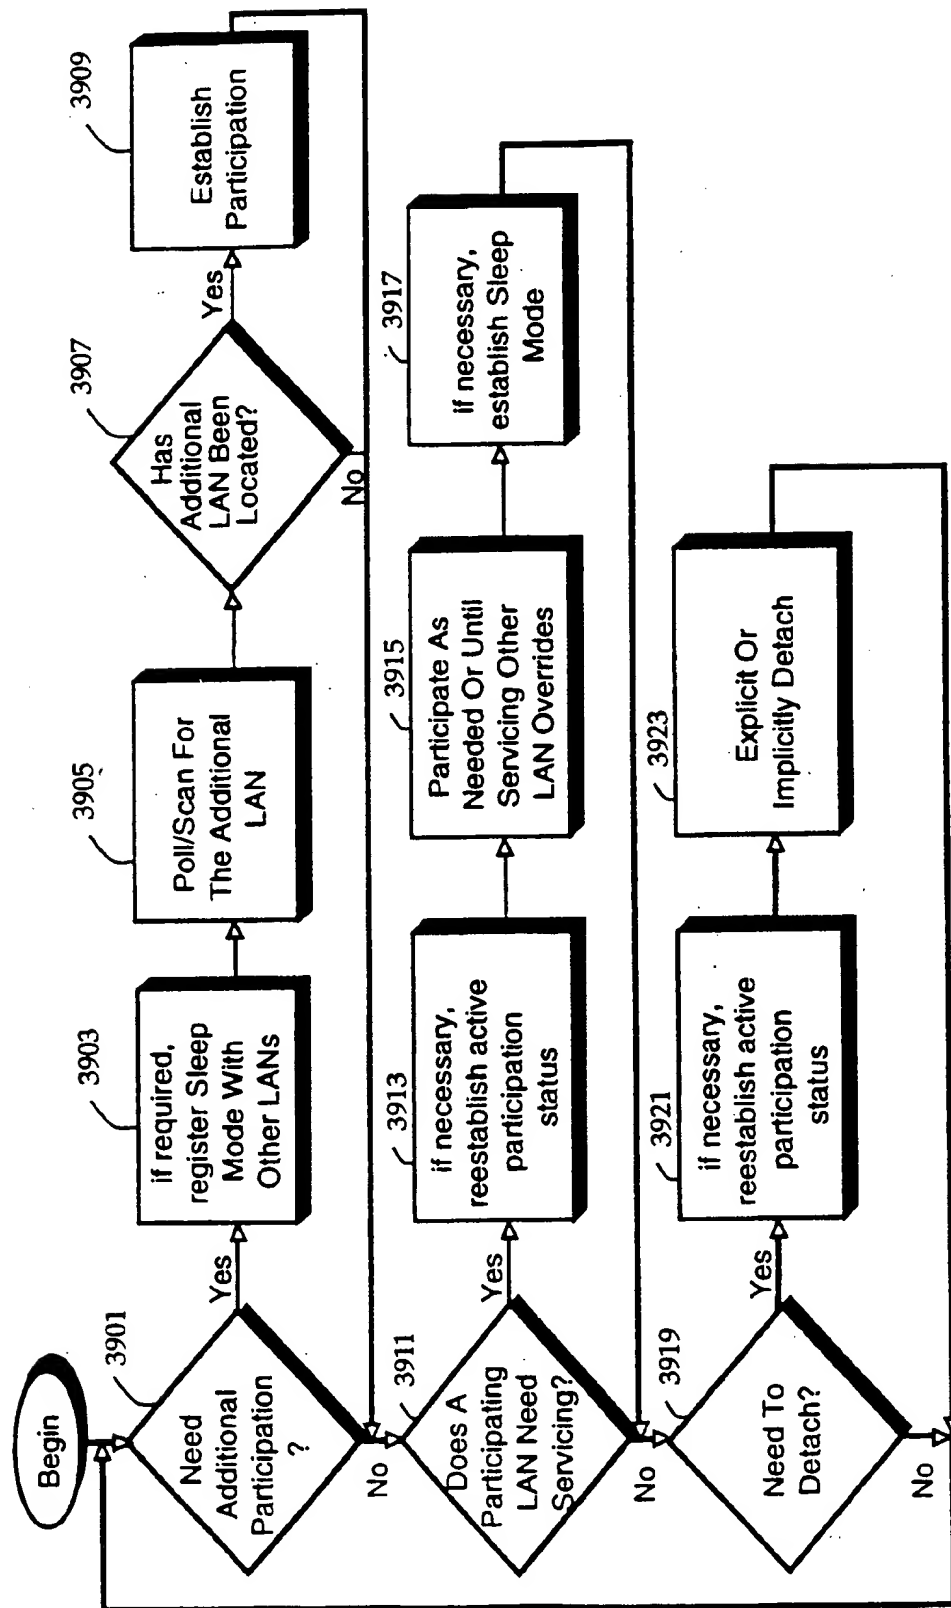 Begin
3901
Need
Additional
Participation
?
Yes
No
3903
if required,
register Sleep
Mode With
Other LANs
3905
Poll/Scan For
The Additional
LAN
3907
Has
Additional
LAN Been
Located?
Yes
No
3909
Establish
Participation
3911
Does A
Participating
LAN Need
Servicing?
Yes
No
3913
if necessary,
reestablish active
participation
status
3915
Participate As
Needed Or Until
Servicing Other
LAN Overrides
3917
if necessary,
establish Sleep
Mode
3919
Need To
Detach?
Yes
No
3921
if necessary,
reestablish active
participation
status
3923
Explicit Or
Implicitly Detach